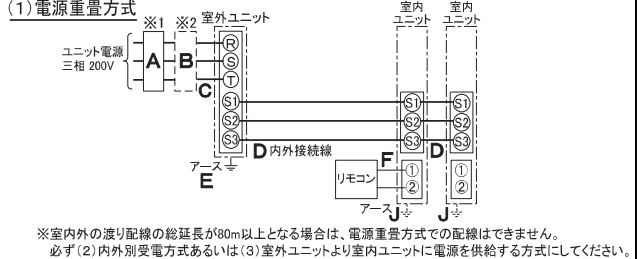 (1)電源重畳方式
※1 ※2 室外ユニット
室内
ユニット
室内
ユニット
ユニット電源
三相 200V
A
B
C
R
S
T
S1
S2
S3
S1
S2
S3
S1
S2
S3
D 内外接続線
D
アース
E
F
リモコン
①
②
①
②
アース J
J
※室内外の渡り配線の総延長が80m以上となる場合は、電源重畳方式での配線はできません。
必ず(2)内外別受電方式あるいは(3)室外ユニットより室内ユニットに電源を供給する方式にしてください。